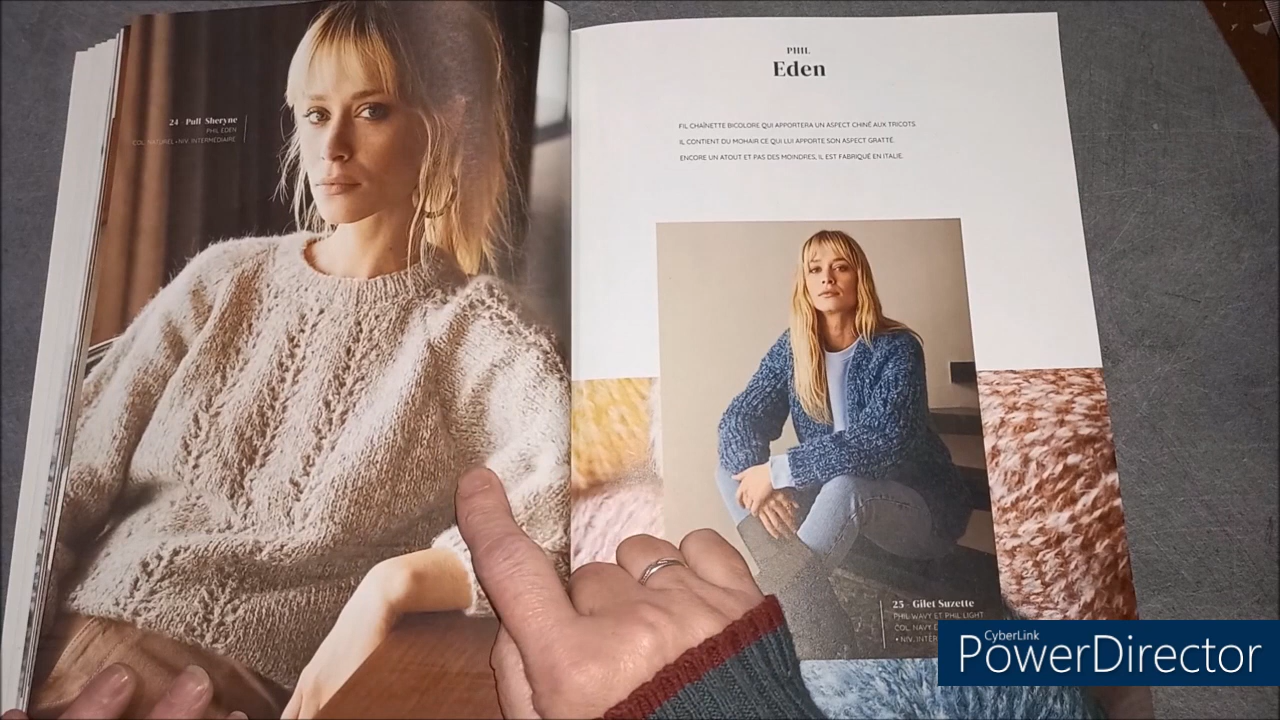 24 - Pull Sheryne
PHIL EDEN
COL. NATUREL • NIV. INTERMÉDIAIRE
PHIL
Eden
FIL CHAÎNETTE BICOLORE QUI APPORTERA UN ASPECT CHINÉ AUX TRICOTS.
IL CONTIENT DU MOHAIR CE QUI LUI APPORTE SON ASPECT GRATTÉ.
ENCORE UN ATOUT ET PAS DES MOINDRES, IL EST FABRIQUÉ EN ITALIE.
25 - Gilet Suzette
PHIL WAVY ET PHIL LIGHT
COL. NAVY
• NIV.
CyberLink
PowerDirector